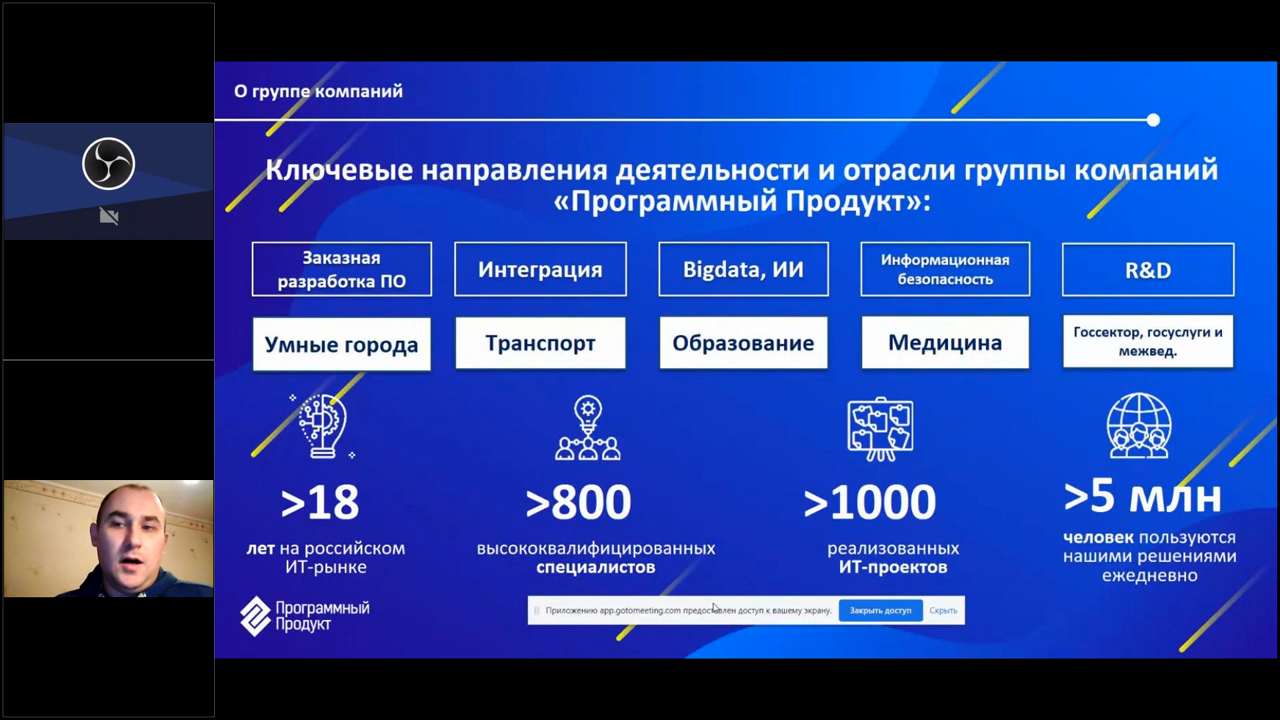 О группе компаний
Ключевые направления деятельности и отрасли группы компаний
«Программный Продукт»:
Заказная
разработка ПО
Интеграция
Bigdata, ИИ
Информационная
безопасность
R&D
Умные города
Транспорт
Образование
Медицина
Госсектор, госуслуги и
межвед.
>18
лет на российском
ИТ-рынке
>800
высококвалифицированных
специалистов
>1000
реализованных
ИТ-проектов
>5 млн
человек пользуются
нашими решениями
ежедневно
Программный
Продукт
Приложению app.gotomeeting.com предоставлен доступ к вашему экрану.
Закрыть доступ
Скрыть